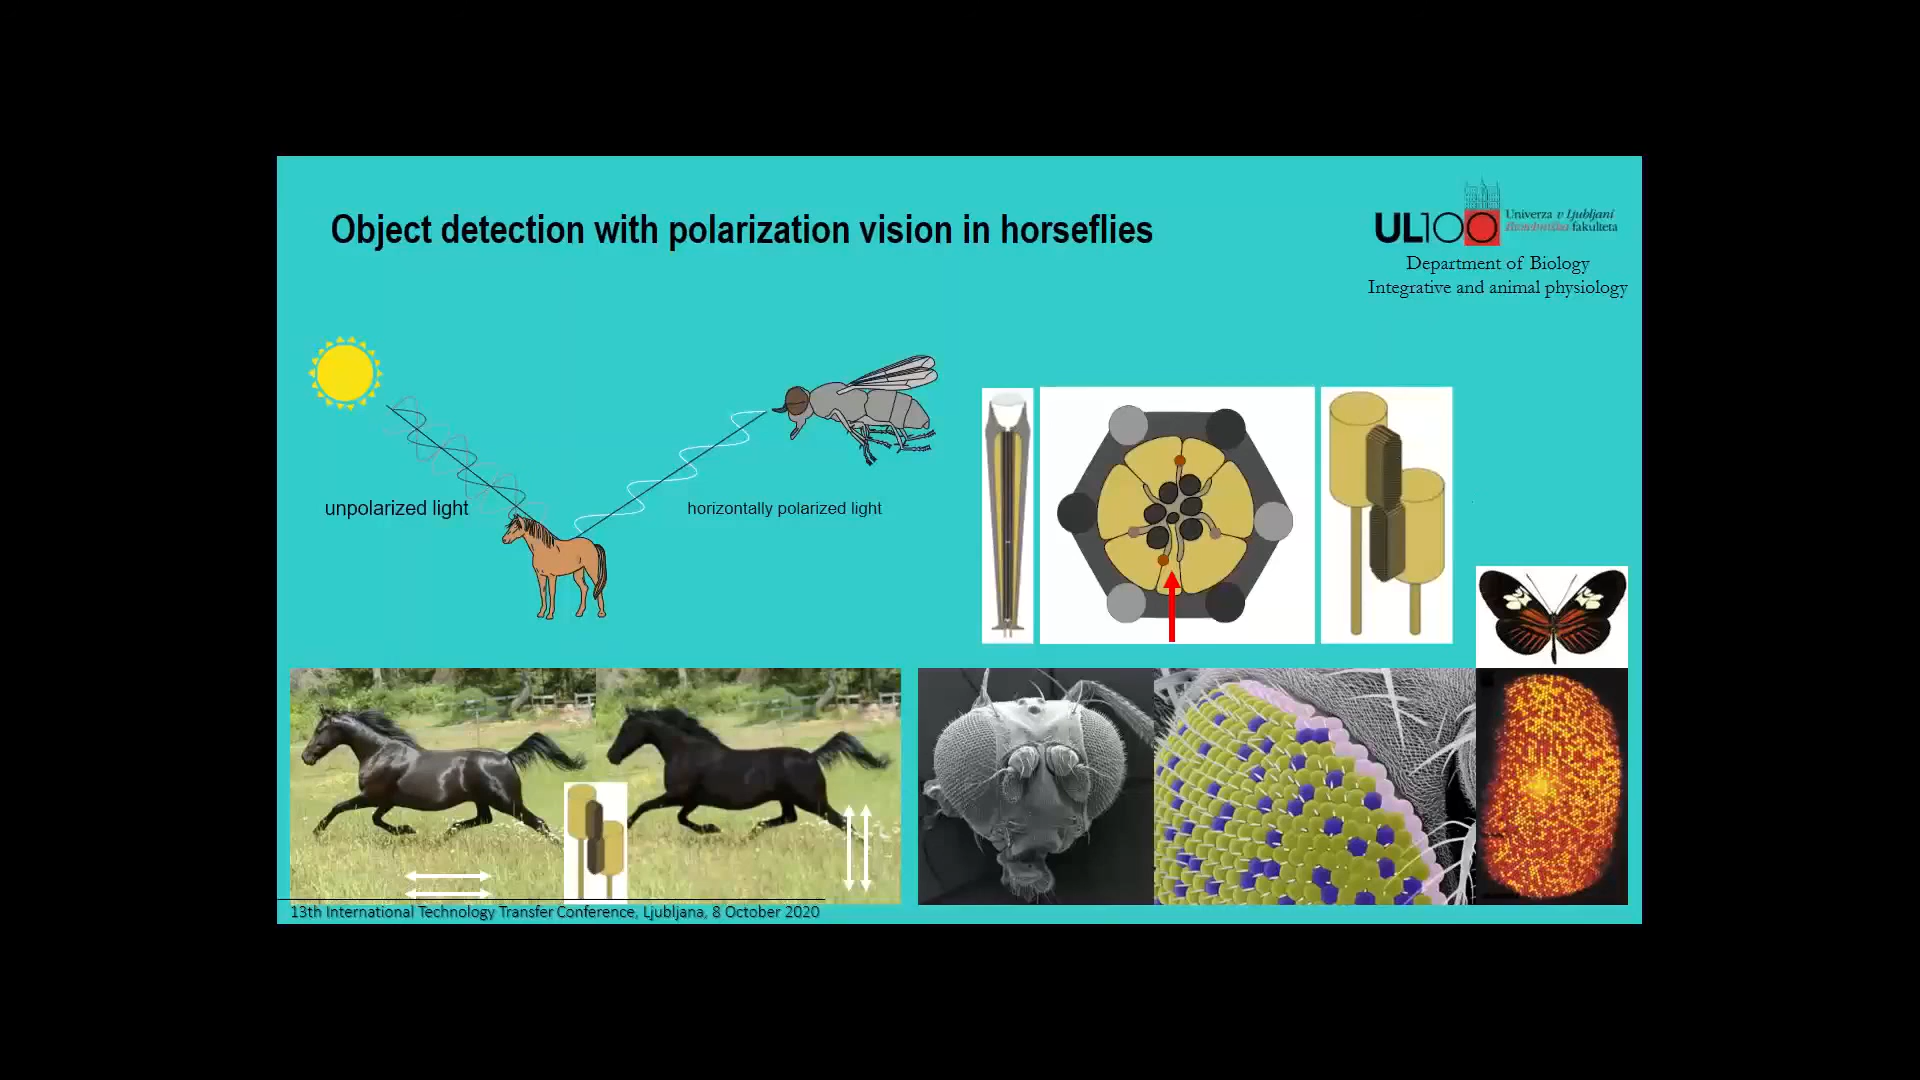 Object detection with polarization vision in horseflies
UL100
Univerza v Ljubljani
Biotehniška fakulteta
Department of Biology
Integrative and animal physiology
unpolarized light
horizontally polarized light
13th International Technology Transfer Conference, Ljubljana, 8 October 2020